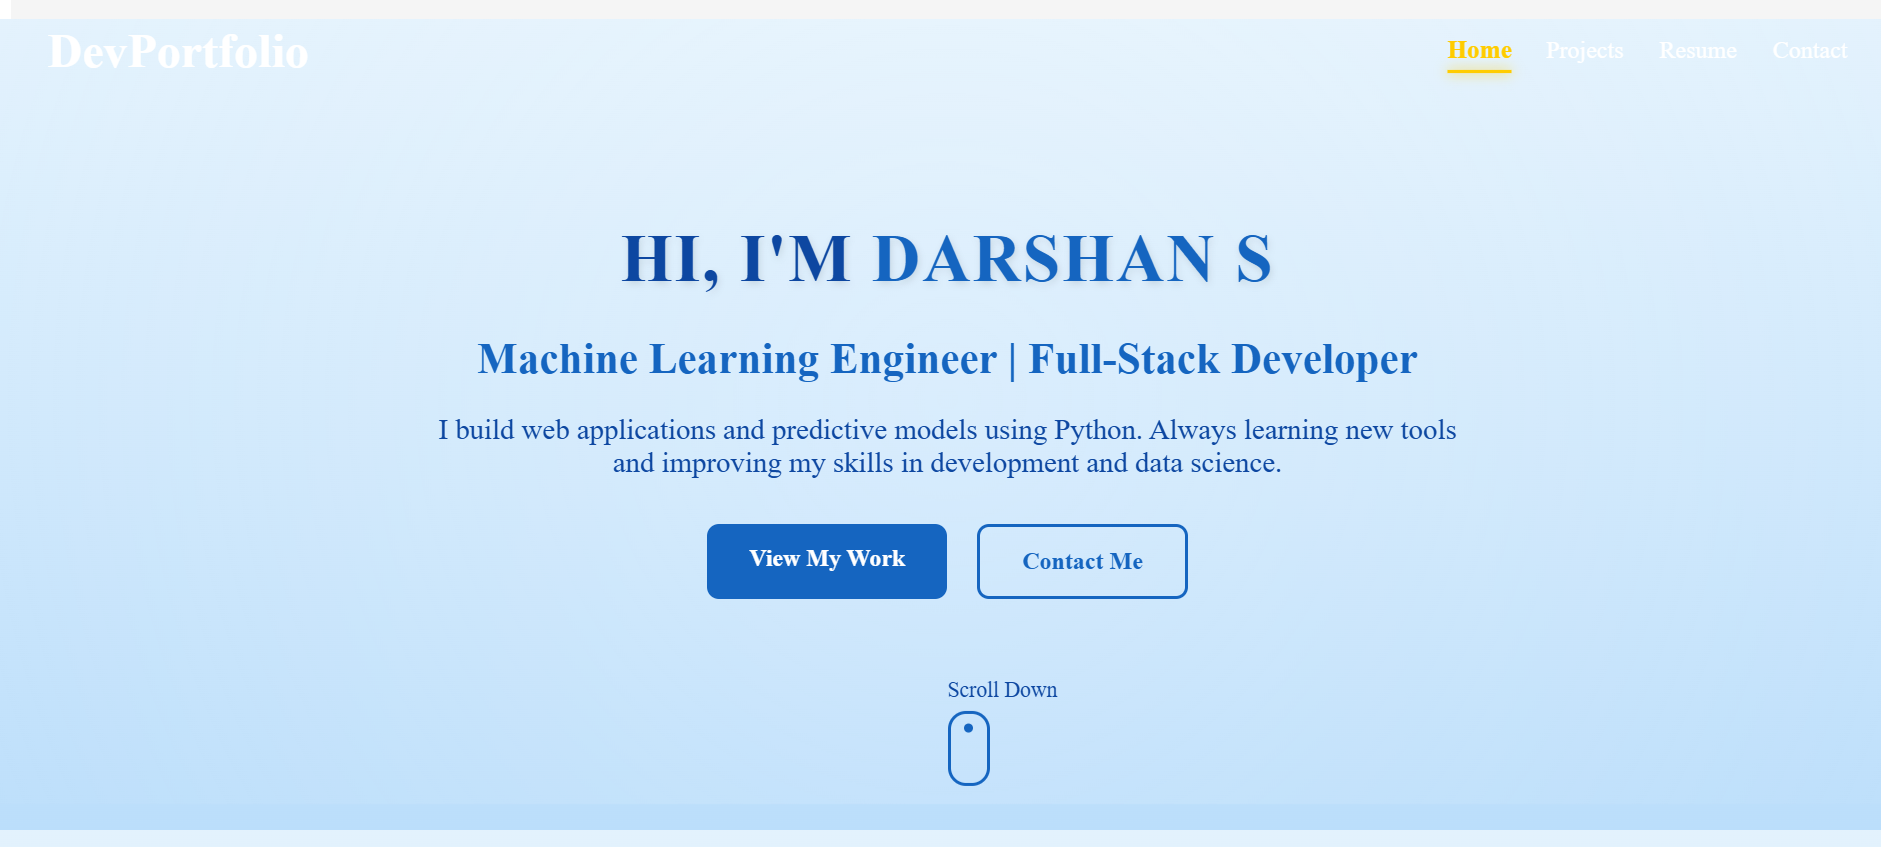 DevPortfolio
Home Projects Resume Contact
HI, I'M DARSHAN S
Machine Learning Engineer | Full-Stack Developer
I build web applications and predictive models using Python. Always learning new tools
and improving my skills in development and data science.
View My Work
Contact Me
Scroll Down